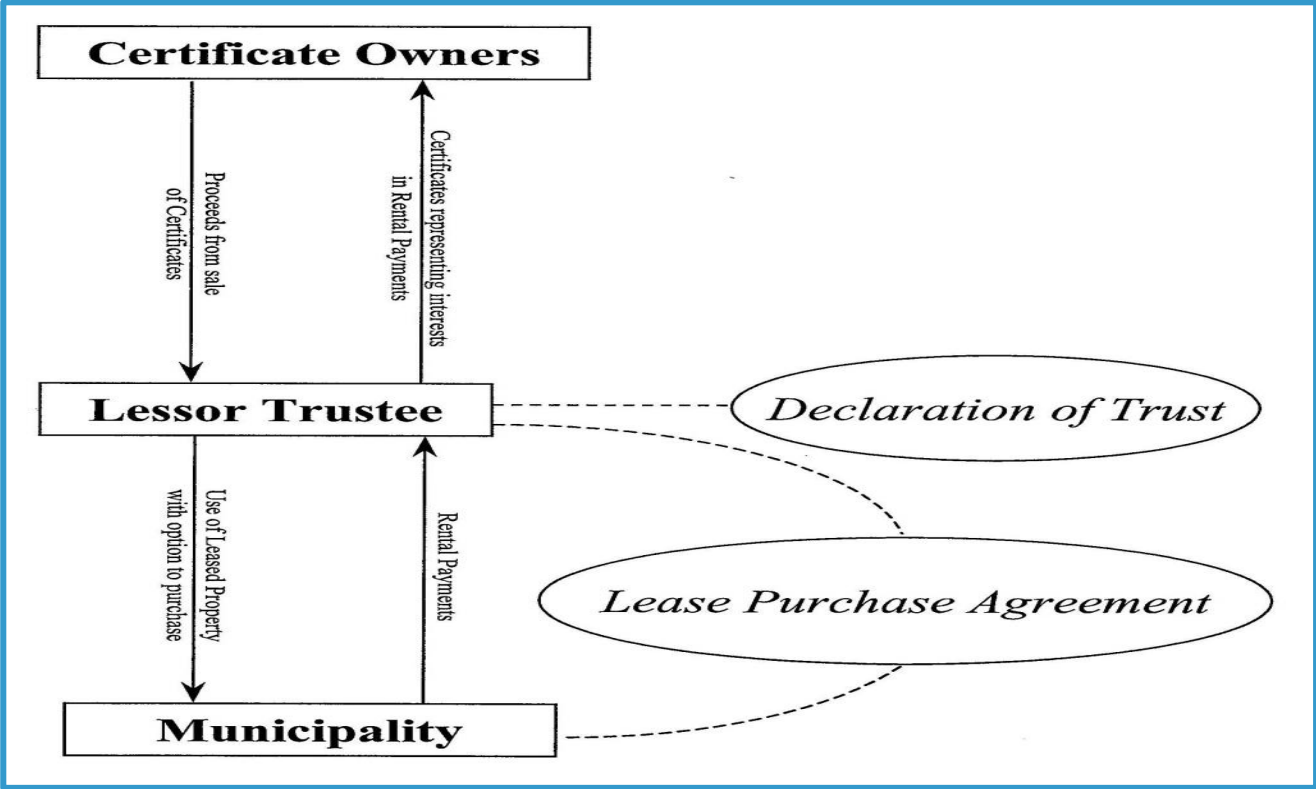 Certificate Owners
Proceeds from sale
of Certificates
Certificates representing interests
in Rental Payments
Lessor Trustee
Declaration of Trust
Use of Leased Property
with option to purchase
Rental Payments
Lease Purchase Agreement
Municipality